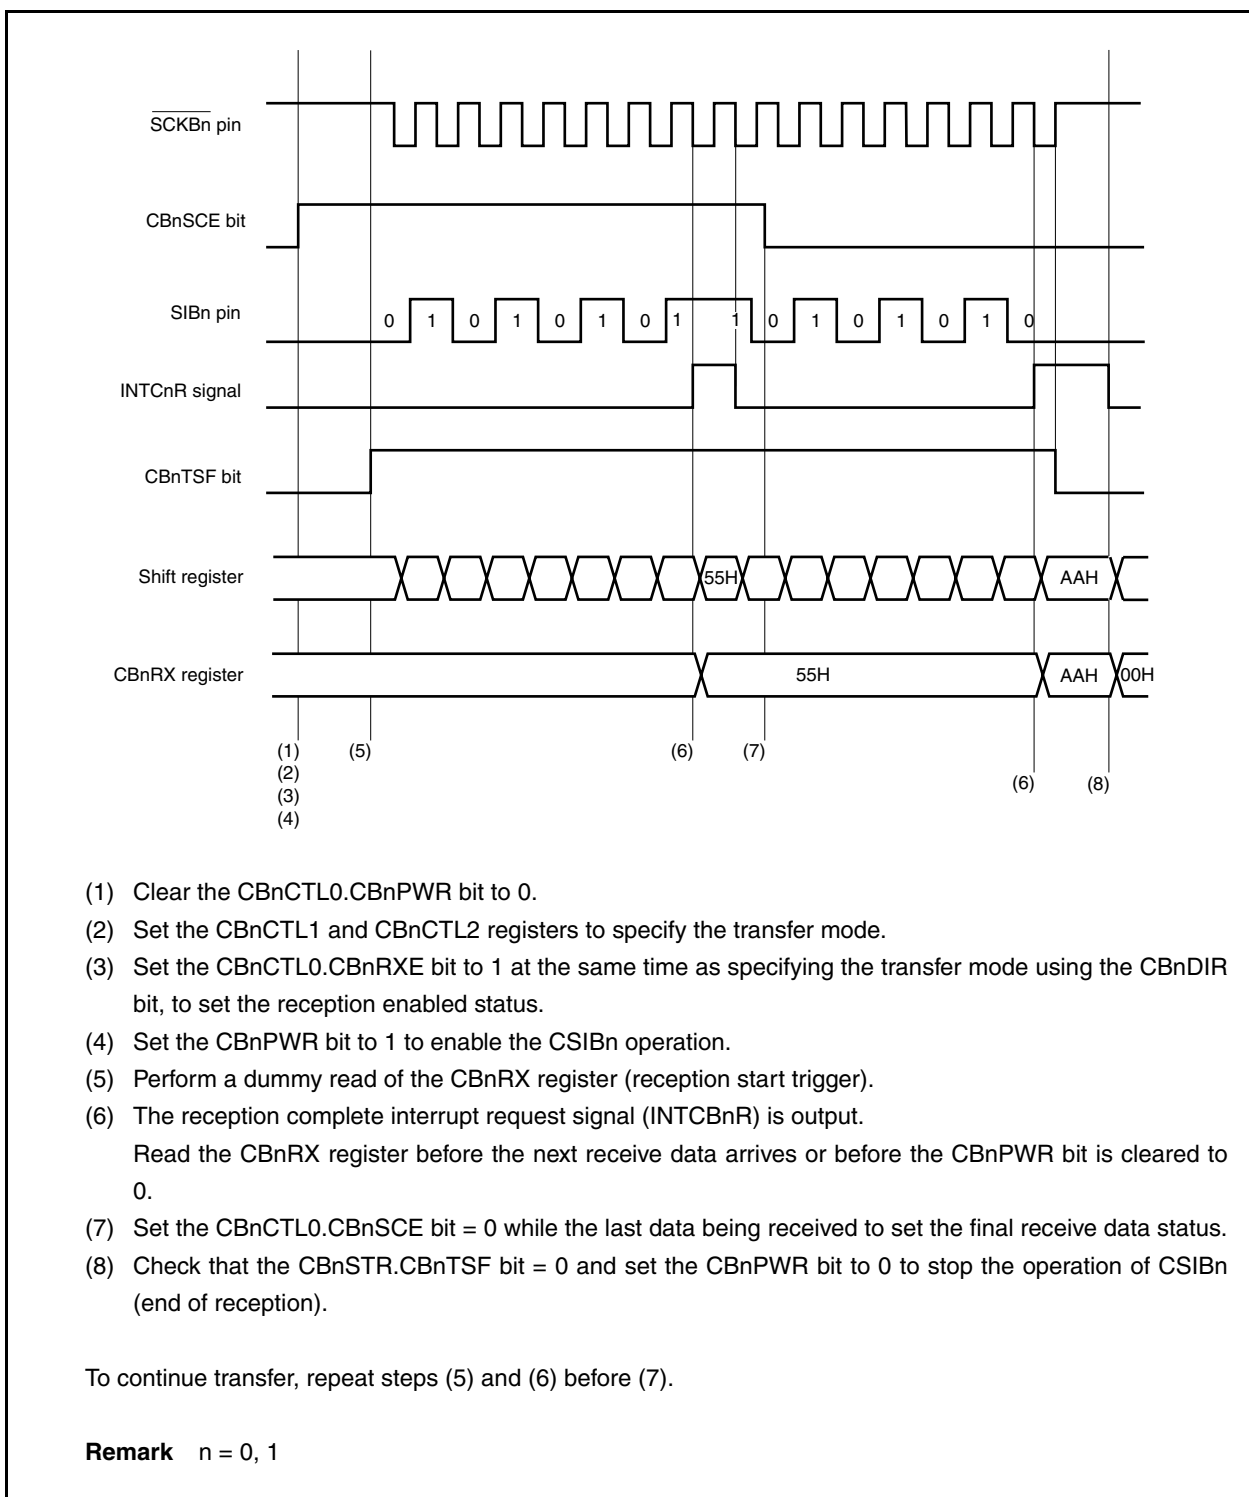 SCKBn pin
CBnSCE bit
SIBn pin
0 1 0 1 0 1 0 1 1 0 1 0 1 0 1 0
INTCnR signal
CBnTSF bit
Shift register
55H
AAH
CBnRX register
55H
AAH
00H
(1) (5) (6) (7)
(2)
(3) (6) (8)
(4)
(1) Clear the CBnCTL0.CBnPWR bit to 0.
(2) Set the CBnCTL1 and CBnCTL2 registers to specify the transfer mode.
(3) Set the CBnCTL0.CBnRXE bit to 1 at the same time as specifying the transfer mode using the CBnDIR
bit, to set the reception enabled status.
(4) Set the CBnPWR bit to 1 to enable the CSIBn operation.
(5) Perform a dummy read of the CBnRX register (reception start trigger).
(6) The reception complete interrupt request signal (INTCBnR) is output.
Read the CBnRX register before the next receive data arrives or before the CBnPWR bit is cleared to
0.
(7) Set the CBnCTL0.CBnSCE bit = 0 while the last data being received to set the final receive data status.
(8) Check that the CBnSTR.CBnTSF bit = 0 and set the CBnPWR bit to 0 to stop the operation of CSIBn
(end of reception).
To continue transfer, repeat steps (5) and (6) before (7).
Remark n = 0, 1